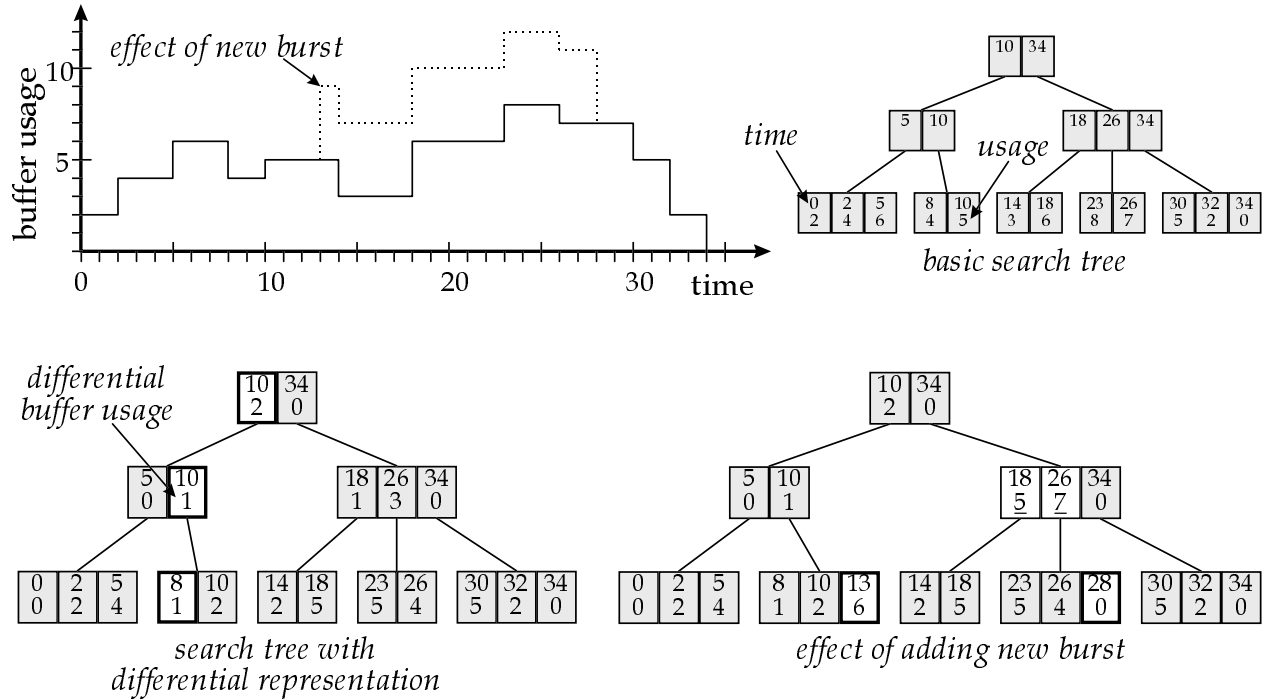 effect of new burst
buffer usage
10
5
0 10 20 30 time
10 34
5 10 18 26 34
time
usage
0 2 5 8 10 14 18 23 26 30 32 34
2 4 6 4 5 3 6 8 7 5 2 0
basic search tree
differential
buffer usage
10 34
2 0
5 10 18 26 34
0 1 1 3 0
0 2 5 8 10 14 18 23 26 30 32 34
0 2 4 1 2 2 5 5 4 5 2 0
search tree with
differential representation
10 34
2 0
5 10 18 26 34
0 1 5 7 0
0 2 5 8 10 13 14 18 23 26 28 30 32 34
0 2 4 1 2 6 2 5 5 4 0 5 2 0
effect of adding new burst